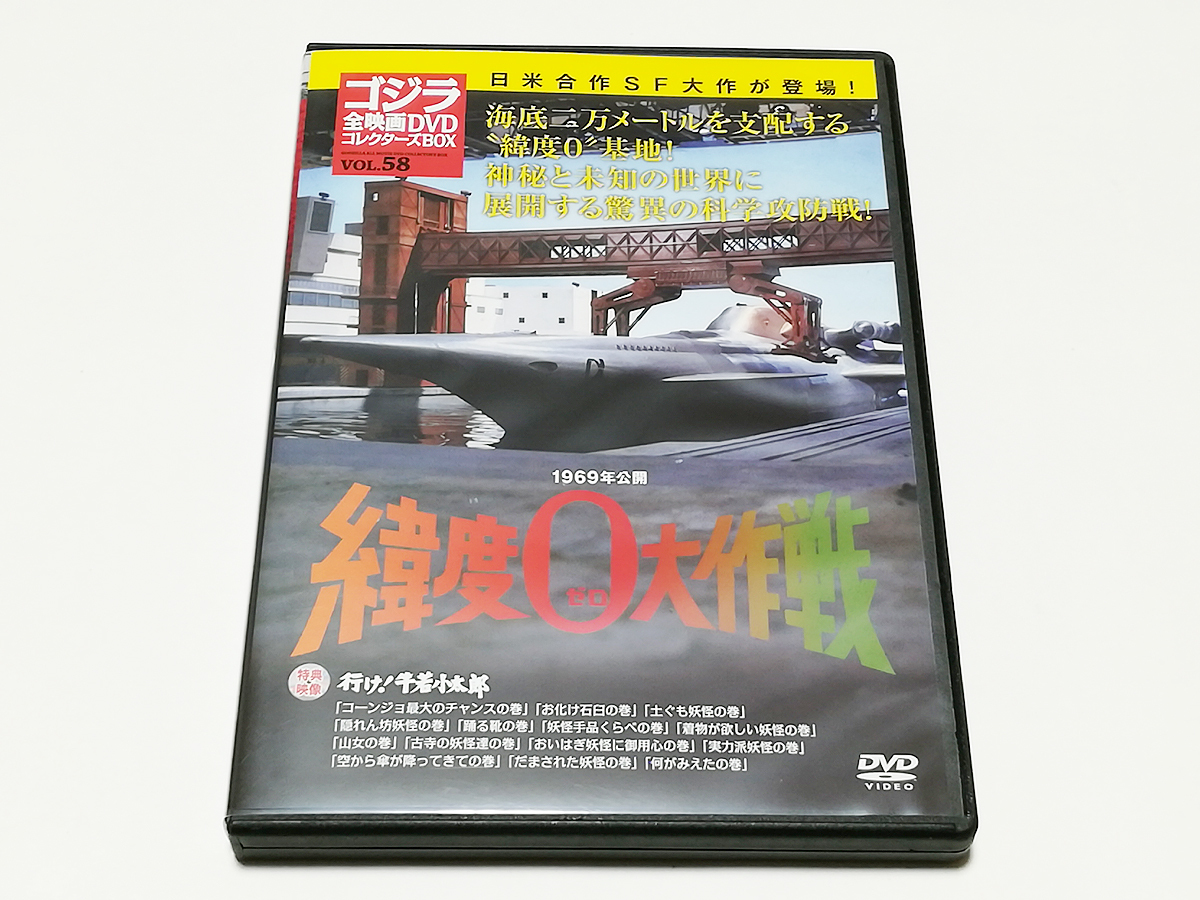 日米合作SF大作が登場!
ゴジラ
全映画DVD
コレクターズBOX
GODZILLA ALL MOVIE DVD COLLECTOR'S BOX
VOL.58
海底二万メートルを支配する
〝緯度0〟基地!
神秘と未知の世界に
展開する驚異の科学攻防戦!
1969年公開
緯度0大作戦
ゼロ
特典映像
行け!牛若小太郎
「コーンジョ最大のチャンスの巻」「お化け石臼の巻」「土ぐも妖怪の巻」
「隠れん坊妖怪の巻」「踊る靴の巻」「妖怪手品くらべの巻」「着物が欲しい妖怪の巻」
「山女の巻」「古寺の妖怪達の巻」「おいはぎ妖怪に御用心の巻」「実力派妖怪の巻」
「空から傘が降ってきての巻」「だまされた妖怪の巻」「何がみえたの巻」
DVD
VIDEO